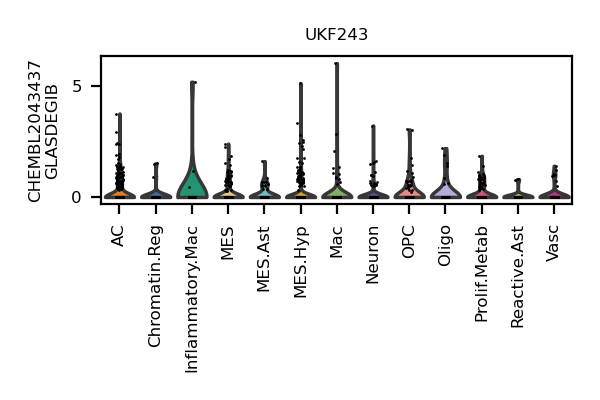 UKF243
CHEMBL2043437
GLASDEGIB
5
0
AC
Chromatin.Reg
Inflammatory.Mac
MES
MES.Ast
MES.Hyp
Mac
Neuron
OPC
Oligo
Prolif.Metab
Reactive.Ast
Vasc